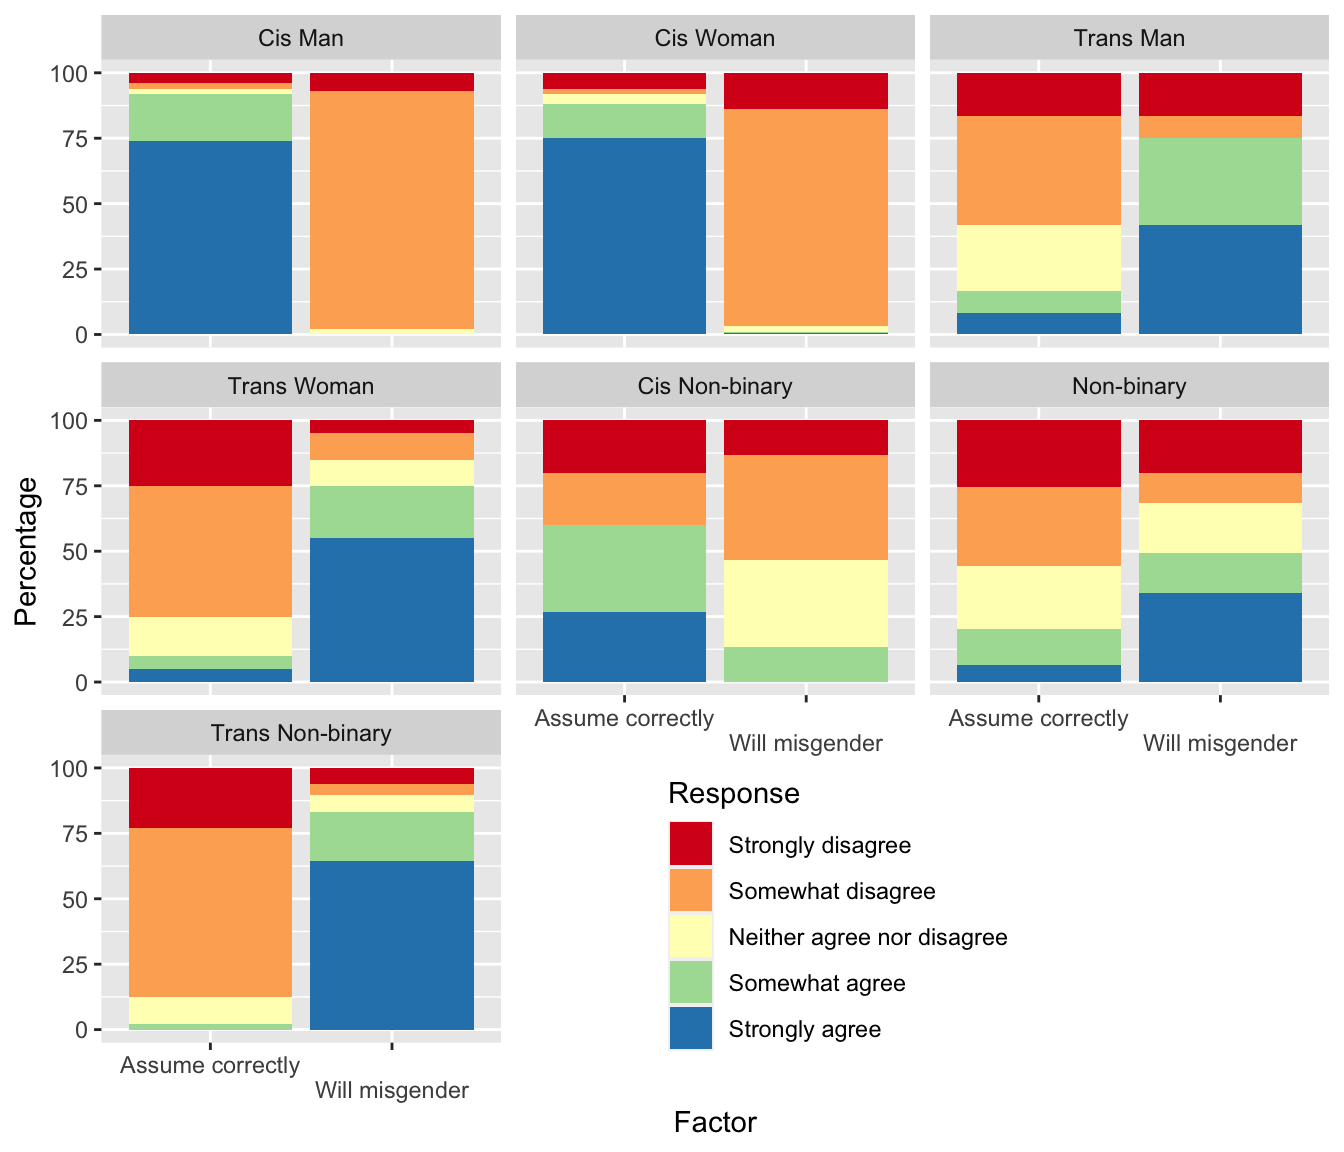 Cis Man
Cis Woman
Trans Man
100
75
50
25
0
Trans Woman
Cis Non-binary
Non-binary
100
75
50
25
0
Percentage
Assume correctly
Will misgender
Assume correctly
Will misgender
Trans Non-binary
100
75
50
25
0
Assume correctly
Will misgender
Response
Strongly disagree
Somewhat disagree
Neither agree nor disagree
Somewhat agree
Strongly agree
Factor